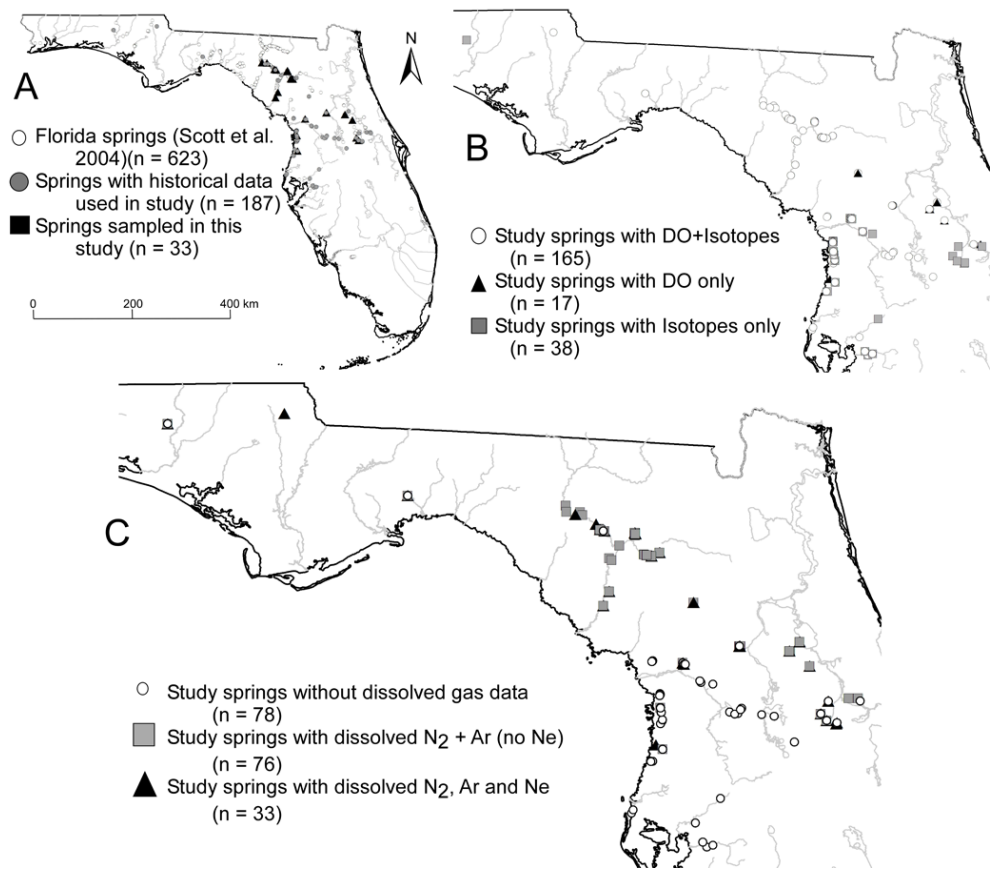 A
N
Florida springs (Scott et al.
2004)(n = 623)
Springs with historical data
used in study (n = 187)
Springs sampled in this
study (n = 33)
0 200 400 km
B
Study springs with DO+Isotopes
(n = 165)
Study springs with DO only
(n = 17)
Study springs with Isotopes only
(n = 38)
C
Study springs without dissolved gas data
(n = 78)
Study springs with dissolved N₂ + Ar (no Ne)
(n = 76)
Study springs with dissolved N₂, Ar and Ne
(n = 33)